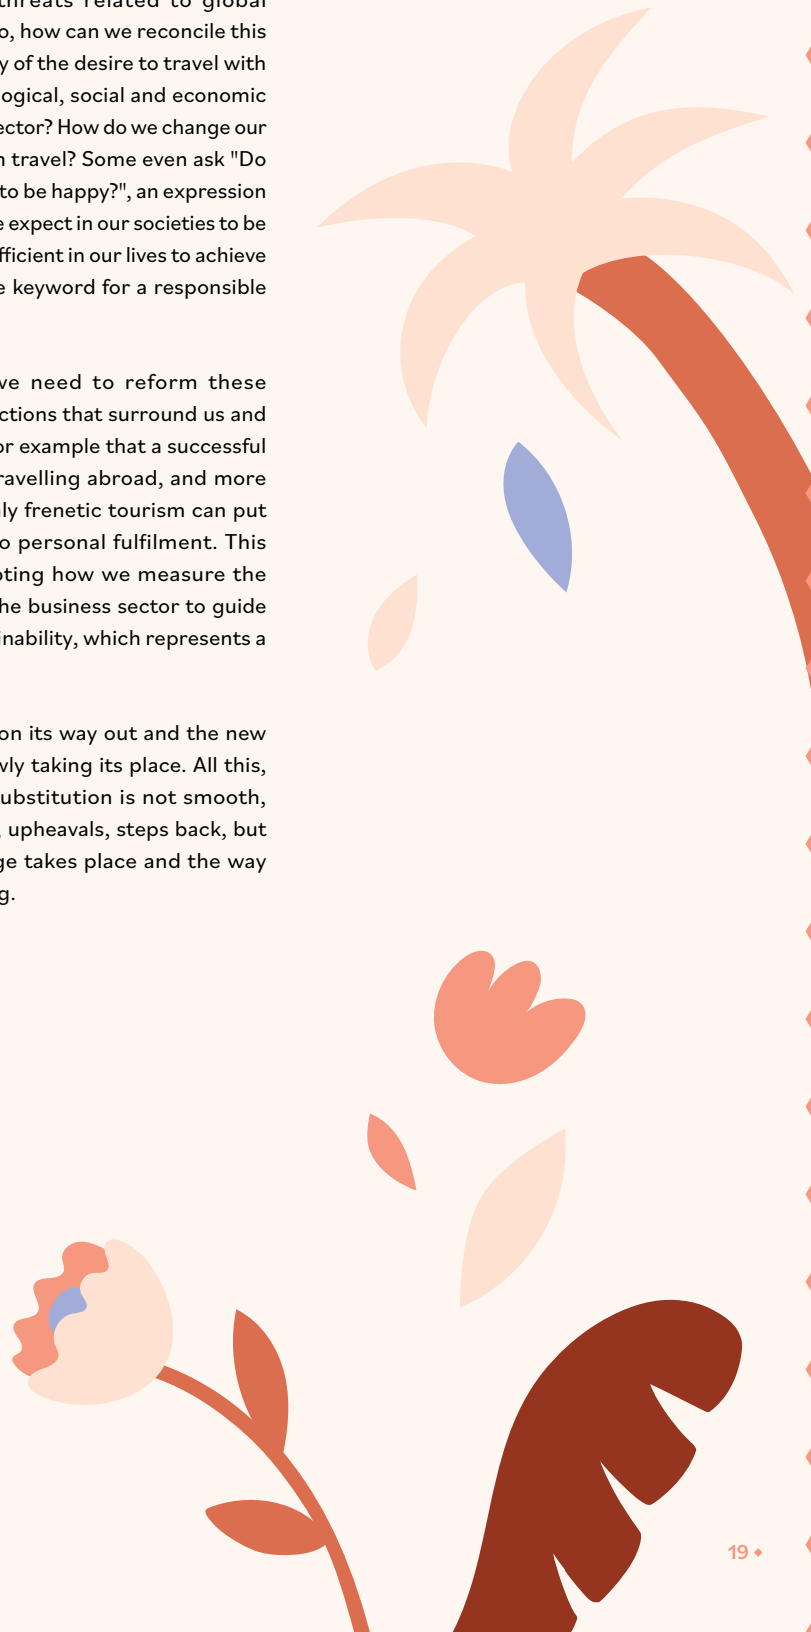 threats related to global
o, how can we reconcile this
y of the desire to travel with
ogical, social and economic
ector? How do we change our
n travel? Some even ask "Do
to be happy?", an expression
e expect in our societies to be
fficient in our lives to achieve
e keyword for a responsible
we need to reform these
ctions that surround us and
or example that a successful
ravelling abroad, and more
ly frenetic tourism can put
o personal fulfilment. This
pting how we measure the
he business sector to guide
inability, which represents a
on its way out and the new
wly taking its place. All this,
ubstitution is not smooth,
, upheavals, steps back, but
ge takes place and the way
g.
19